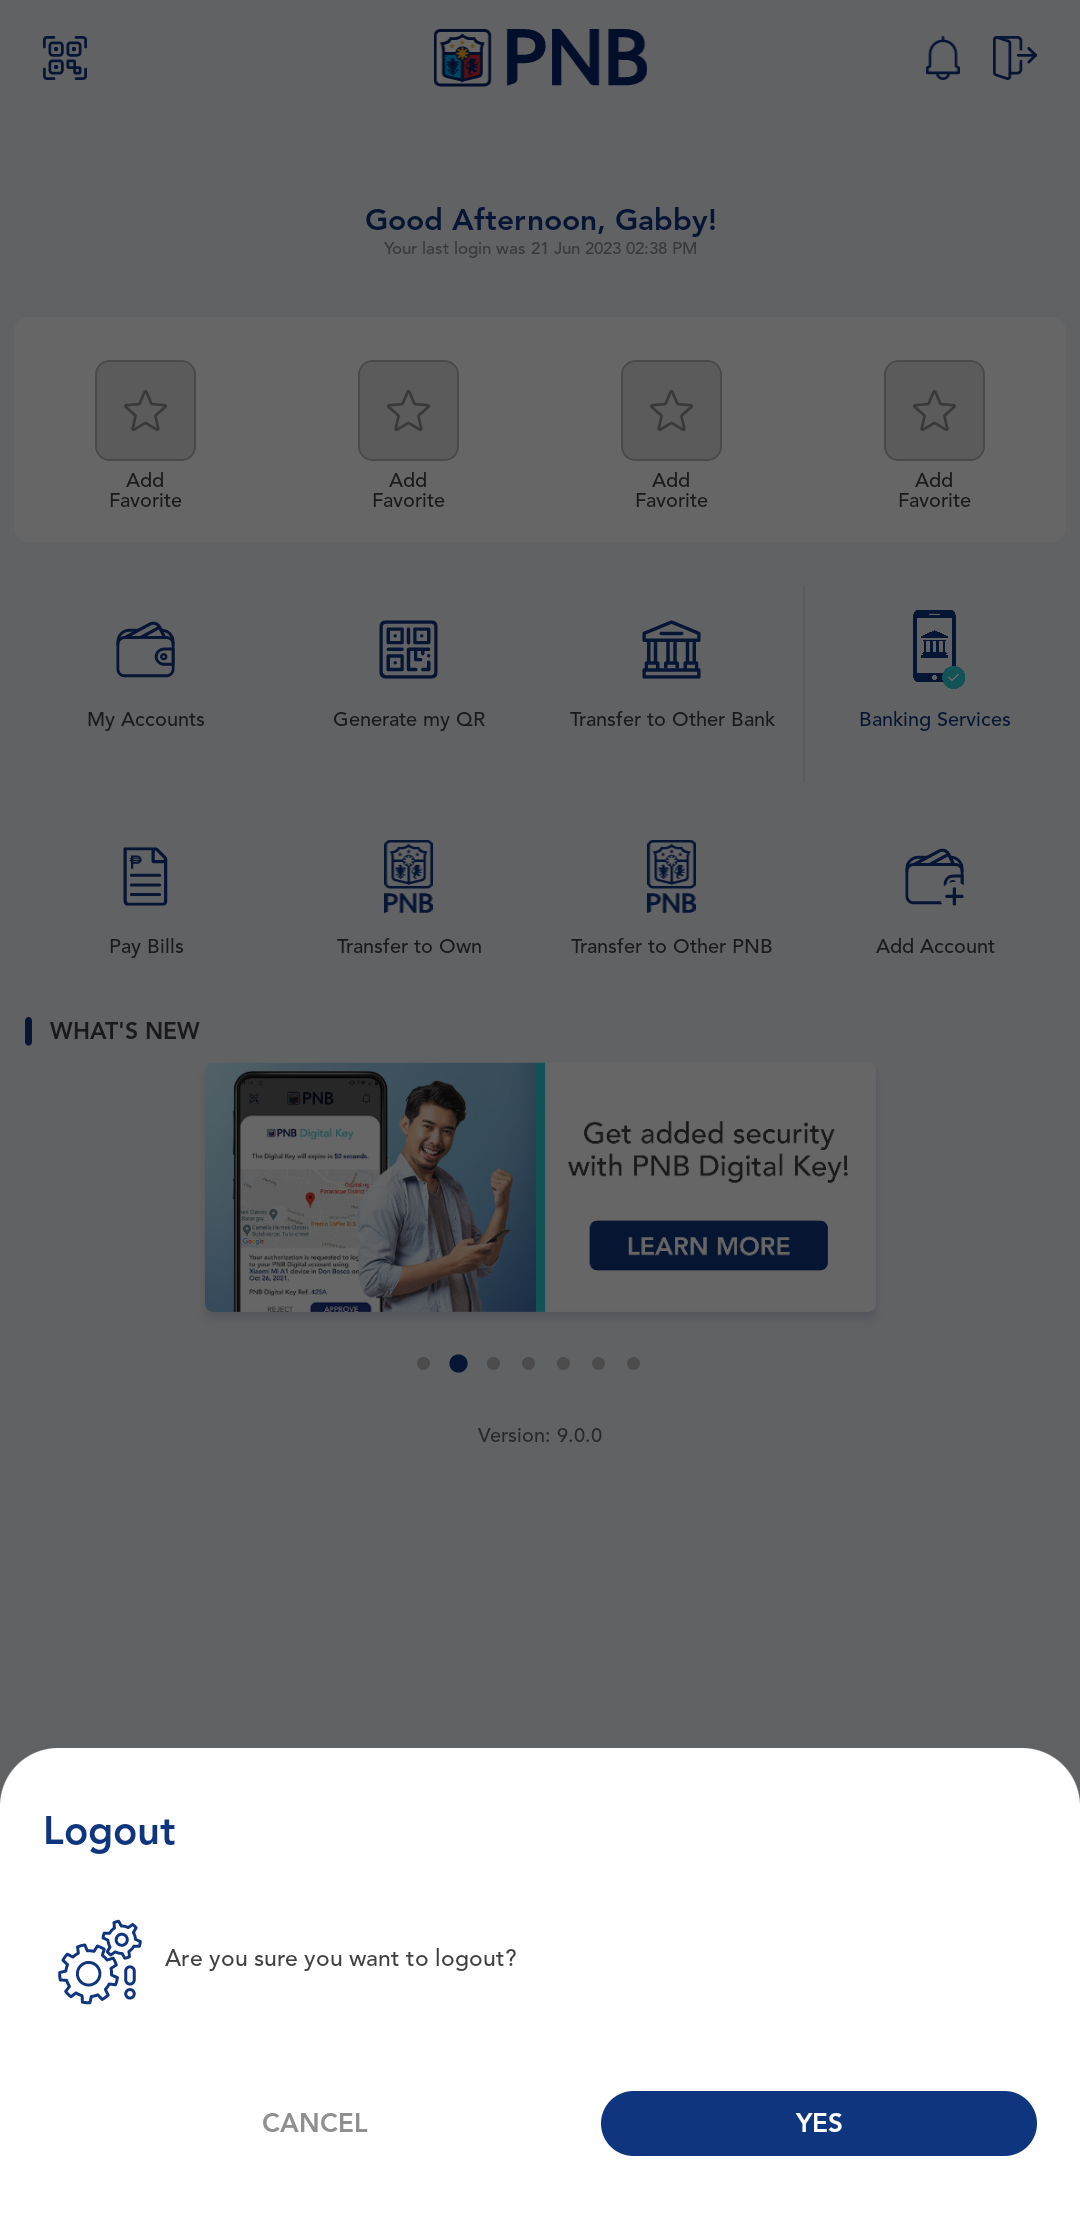 PNB
Good Afternoon, Gabby!
Your last login was 21 Jun 2023 02:38 PM
Add
Favorite
Add
Favorite
Add
Favorite
Add
Favorite
My Accounts
Generate my QR
Transfer to Other Bank
Banking Services
Pay Bills
PNB
Transfer to Own
PNB
Transfer to Other PNB
Add Account
WHAT'S NEW
PNB
PNB Digital Key
The Digital Key will expire in 50 seconds.
Google
Your authorization is requested to log
to your PNB Digital account using
Xiaomi Mi A1 device in Don Bosco on
Oct 26, 2021.
PNB Digital Key Ref. 425A
REJECT
APPROVE
Get added security
with PNB Digital Key!
LEARN MORE
Version: 9.0.0
Logout
Are you sure you want to logout?
CANCEL
YES